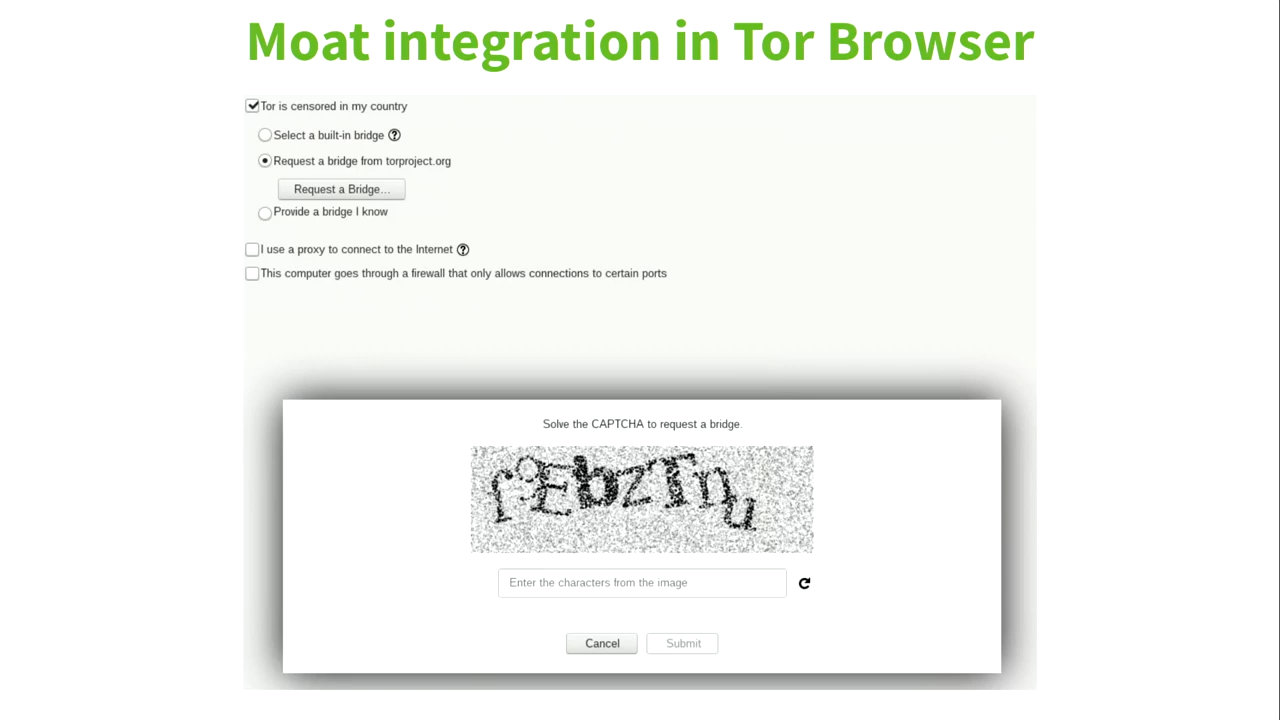 Moat integration in Tor Browser
Tor is censored in my country
Select a built-in bridge ?
Request a bridge from torproject.org
Request a Bridge...
Provide a bridge I know
I use a proxy to connect to the Internet ?
This computer goes through a firewall that only allows connections to certain ports
Solve the CAPTCHA to request a bridge.
Enter the characters from the image
Cancel Submit